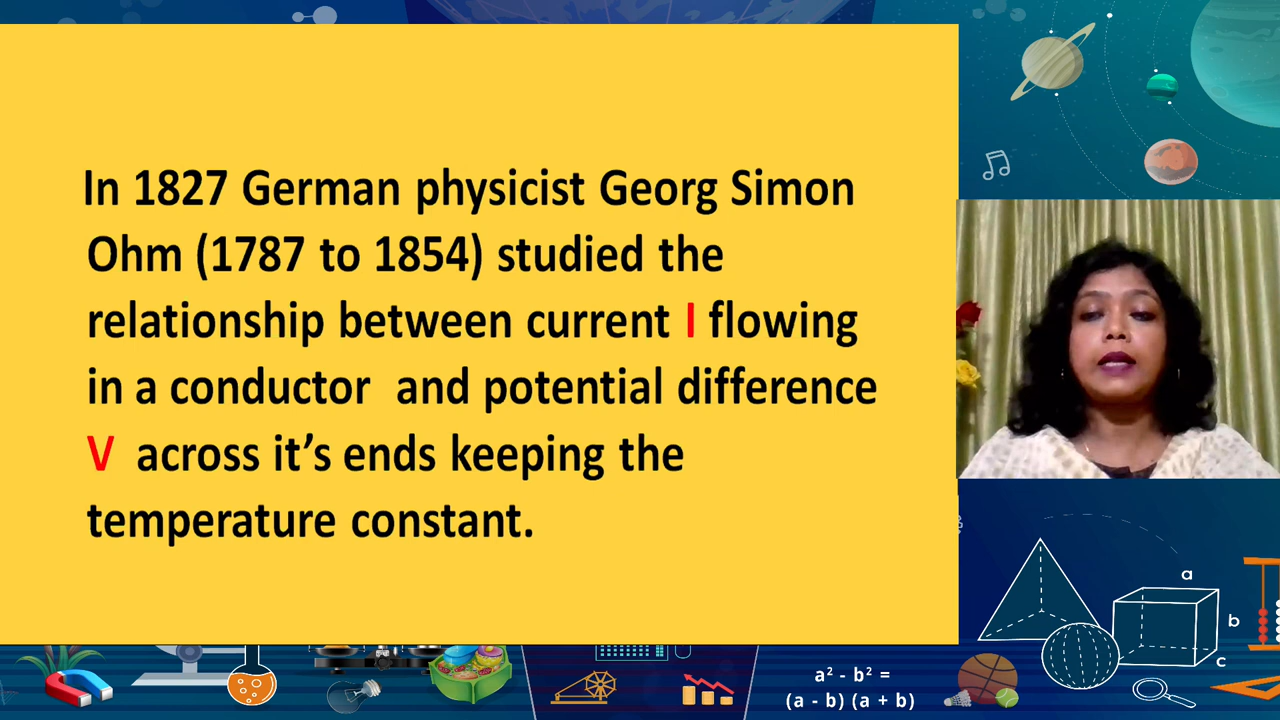 In 1827 German physicist Georg Simon
Ohm (1787 to 1854) studied the
relationship between current I flowing
in a conductor and potential difference
V across it’s ends keeping the
temperature constant.
a
b
c
a² - b² =
(a - b) (a + b)